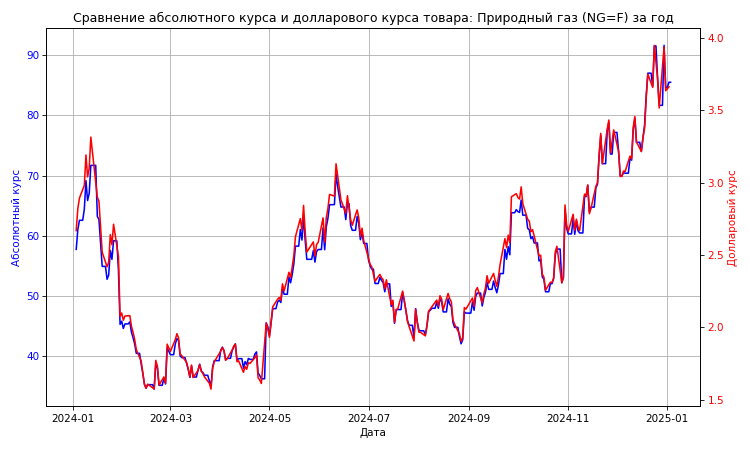 Сравнение абсолютного курса и долларового курса товара: Природный газ (NG=F) за год
Абсолютный курс
90
80
70
60
50
40
4.0
3.5
3.0
2.5
2.0
1.5
Долларовый курс
2024-01 2024-03 2024-05 2024-07 2024-09 2024-11 2025-01
Дата